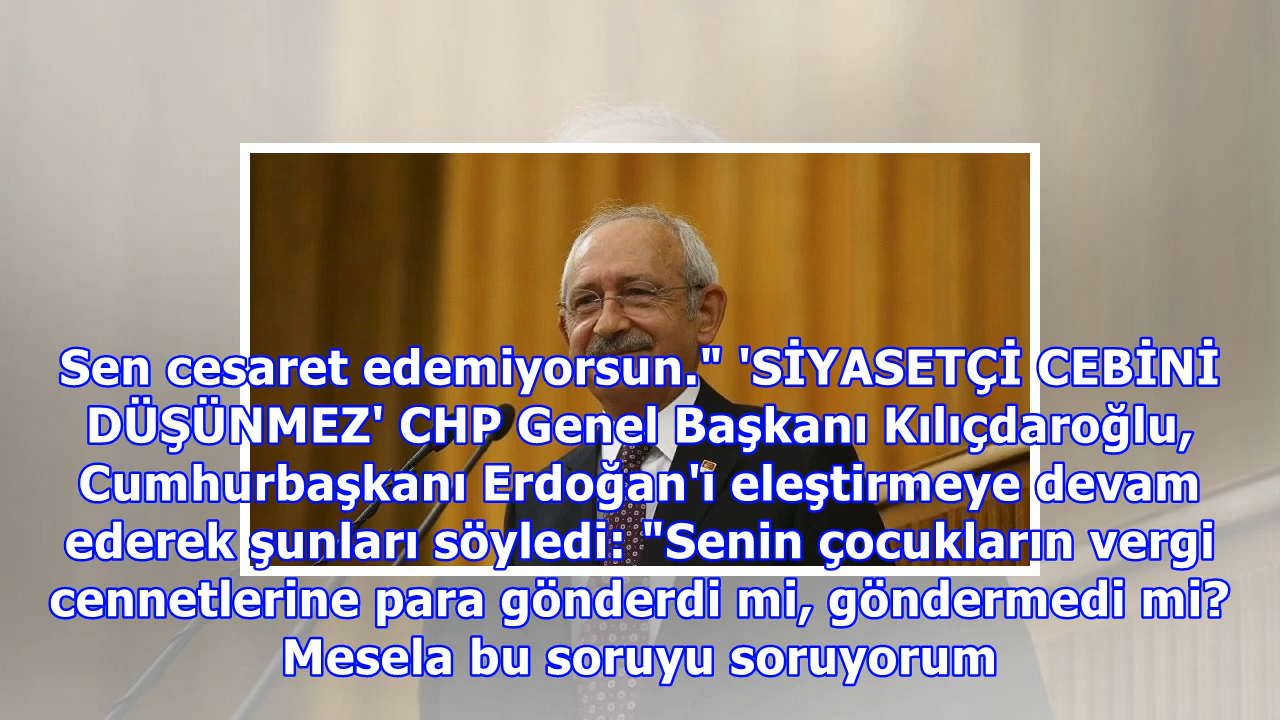 Sen cesaret edemiyorsun." 'SİYASETÇİ CEBİNİ
DÜŞÜNMEZ' CHP Genel Başkanı Kılıçdaroğlu,
Cumhurbaşkanı Erdoğan'ı eleştirmeye devam
ederek şunları söyledi: "Senin çocukların vergi
cennetlerine para gönderdi mi, göndermedi mi?
Mesela bu soruyu soruyorum